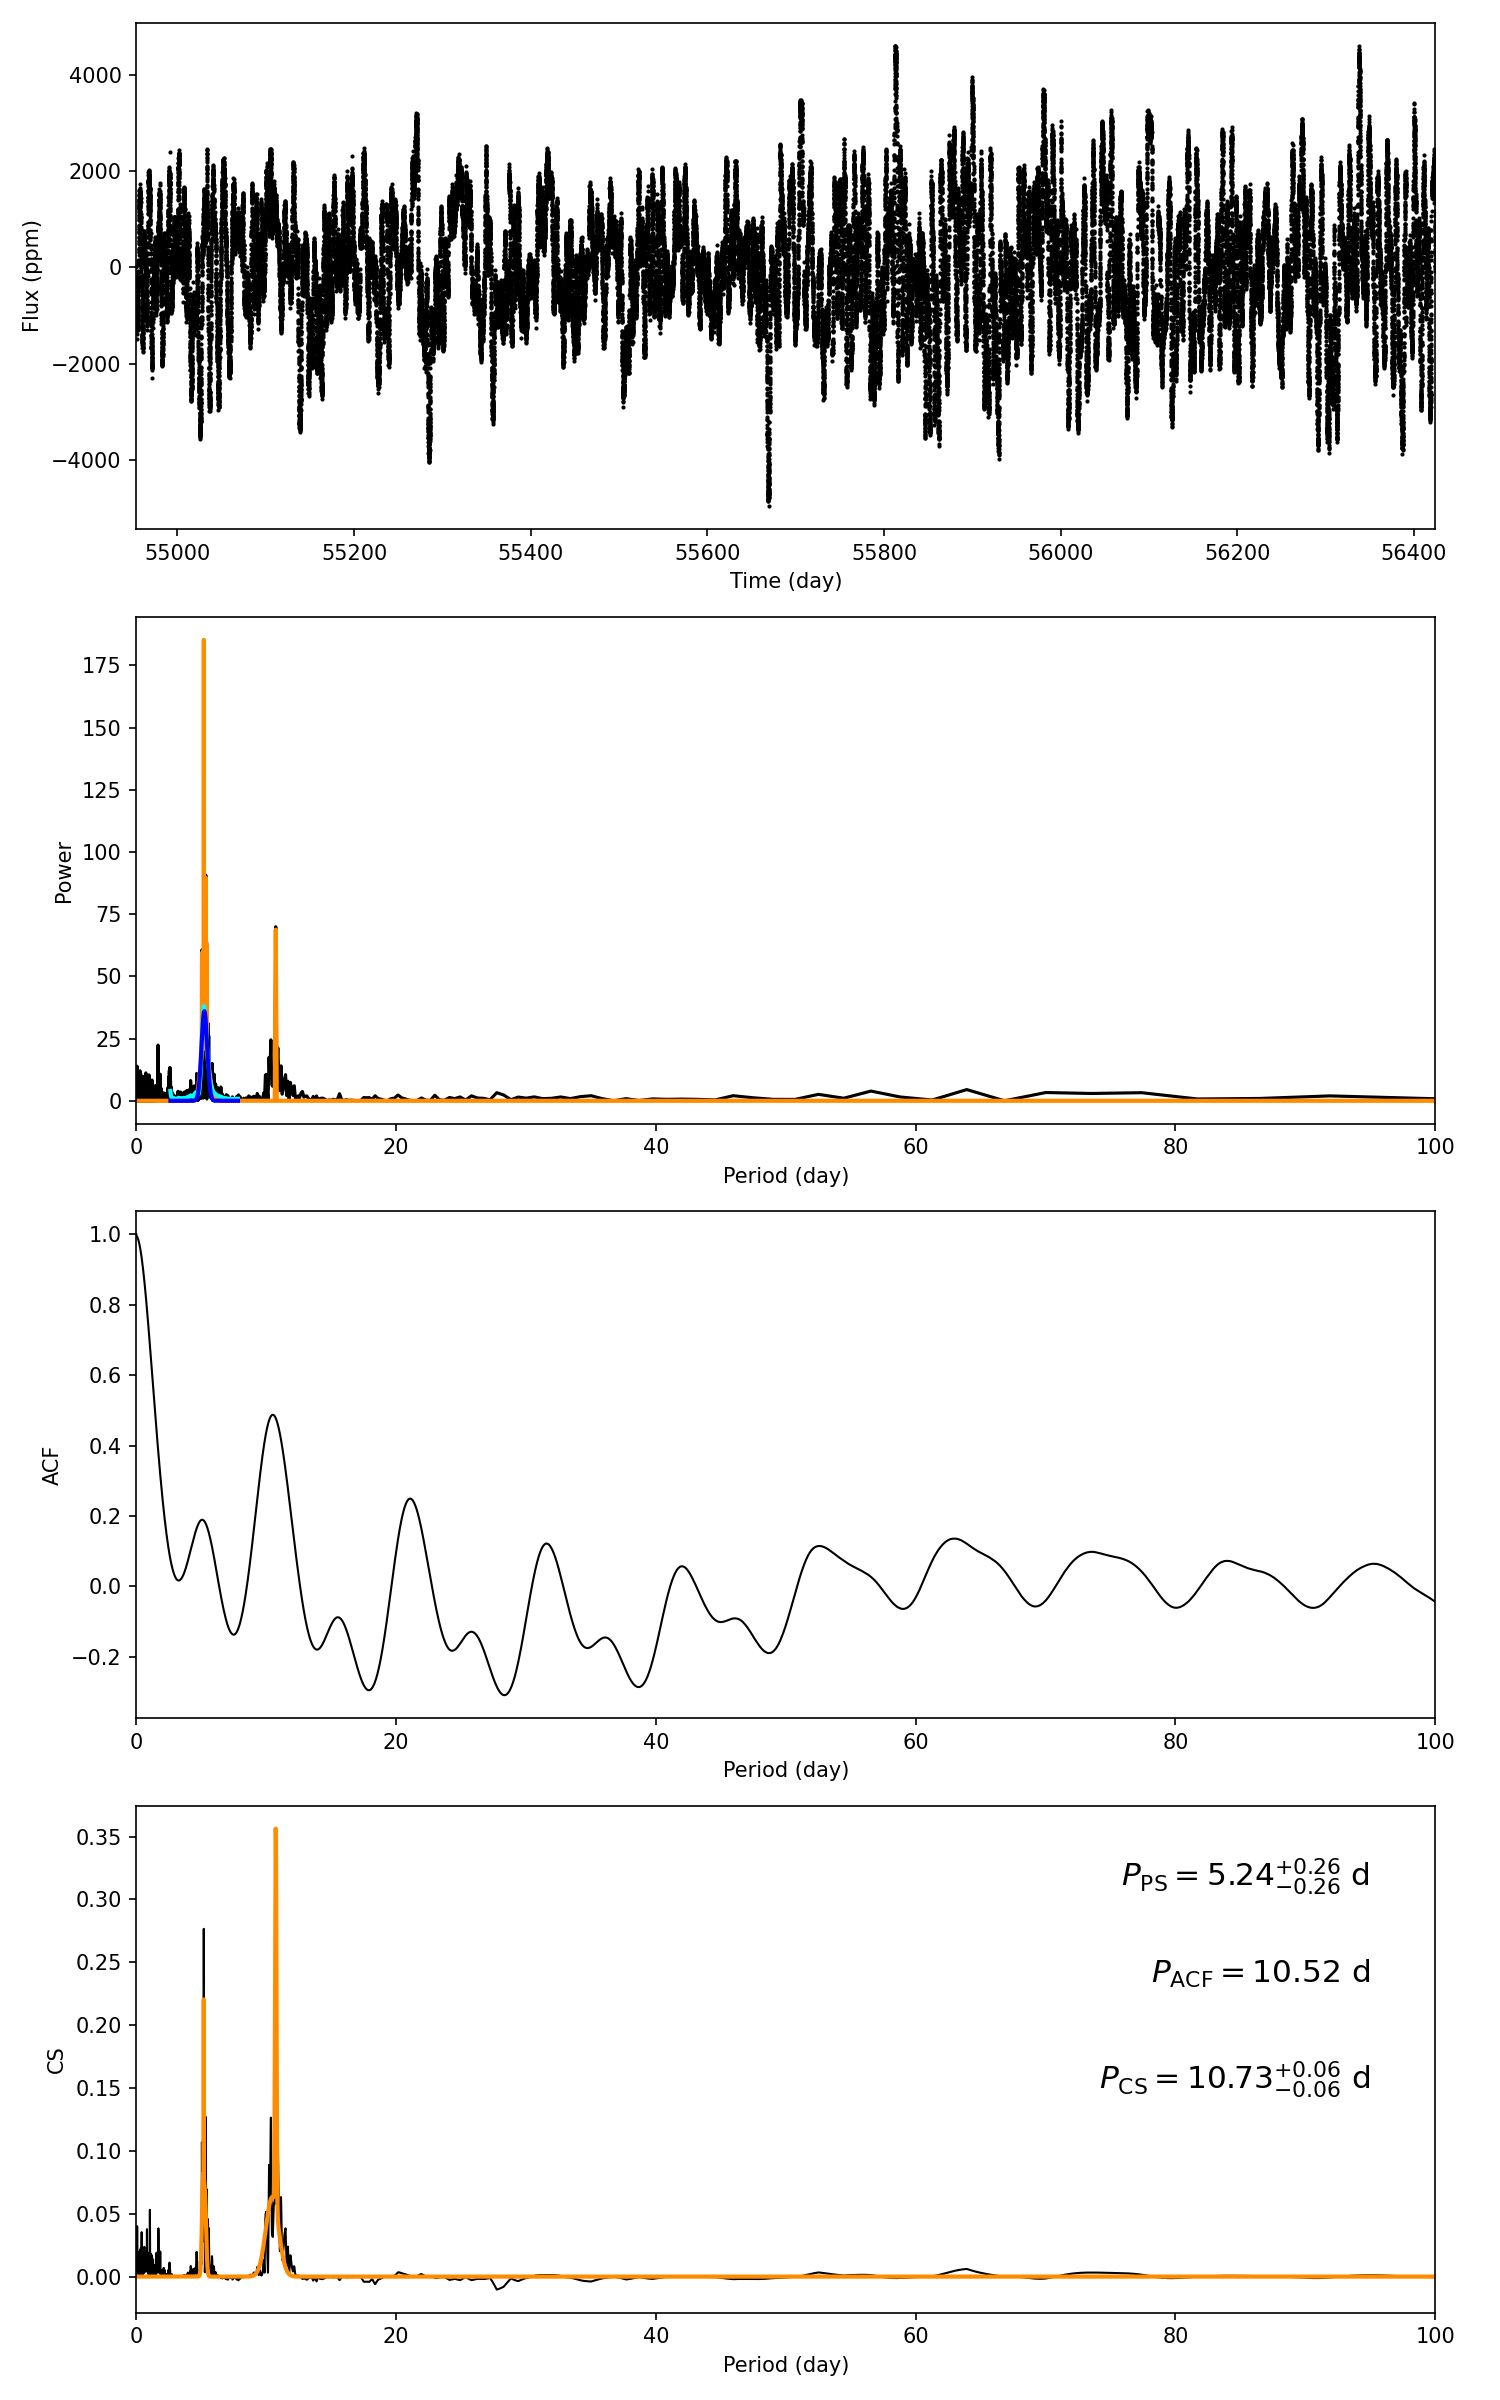 4000
2000
0
−2000
−4000
Flux (ppm)
55000 55200 55400 55600 55800 56000 56200 56400
Time (day)
175
150
125
100
75
50
25
0
Power
0 20 40 60 80 100
Period (day)
1.0
0.8
0.6
0.4
0.2
0.0
−0.2
ACF
0 20 40 60 80 100
Period (day)
0.35
0.30
0.25
0.20
0.15
0.10
0.05
0.00
CS
P_PS = 5.24^{+0.26}_{−0.26} d
P_ACF = 10.52 d
P_CS = 10.73^{+0.06}_{−0.06} d
0 20 40 60 80 100
Period (day)